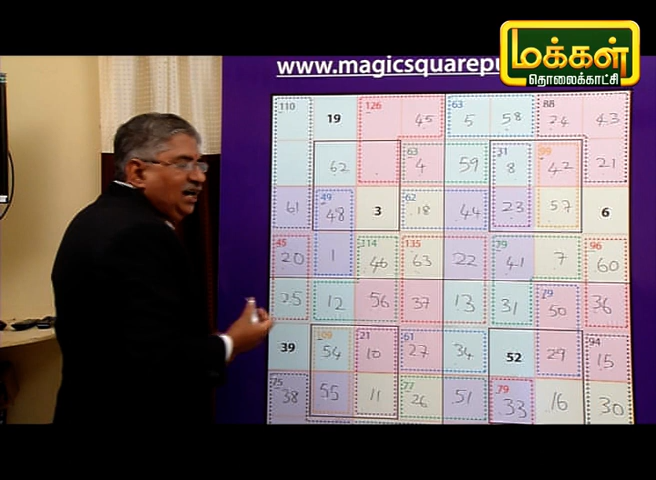 மக்கள்
தொலைக்காட்சி
www.magicsquarepu
110 19 126 45 63 5 58 88 24 43
62 63 4 59 31 8 99 42 21
61 49 48 3 62 18 44 23 57 6
45 20 1 114 46 135 63 22 39 41 7 96 60
25 12 56 37 13 31 79 50 36
39 109 54 10 61 27 34 52 29 94 15
75 38 55 21 11 77 26 51 79 33 16 30